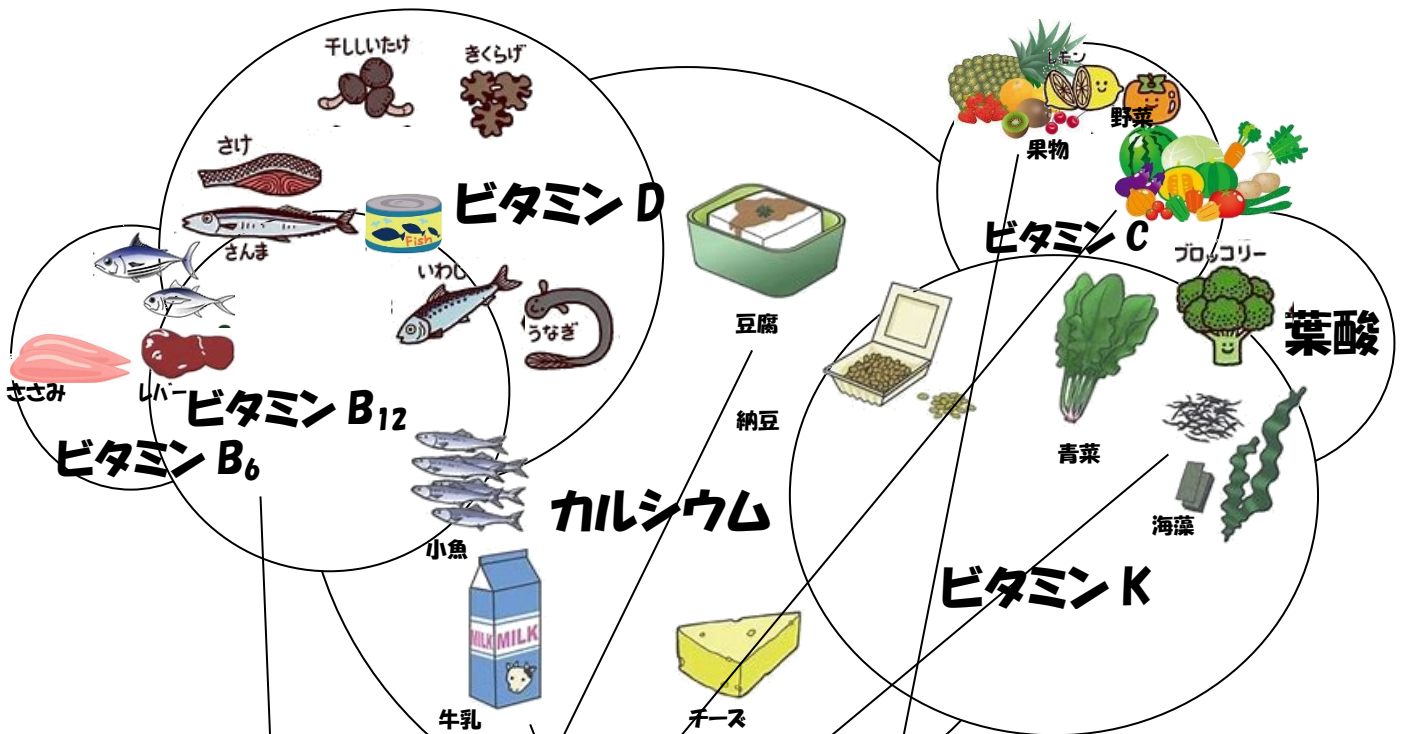 干ししいたけ
きくらげ
レモン
野菜
果物
さけ
ビタミン D
さんま
Fish
ビタミン C
ブロッコリー
いわし
うなぎ
豆腐
葉酸
ささみ
レバー
ビタミン B12
納豆
ビタミン B6
青菜
カルシウム
海藻
小魚
ビタミン K
MILK
MILK
牛乳
チーズ